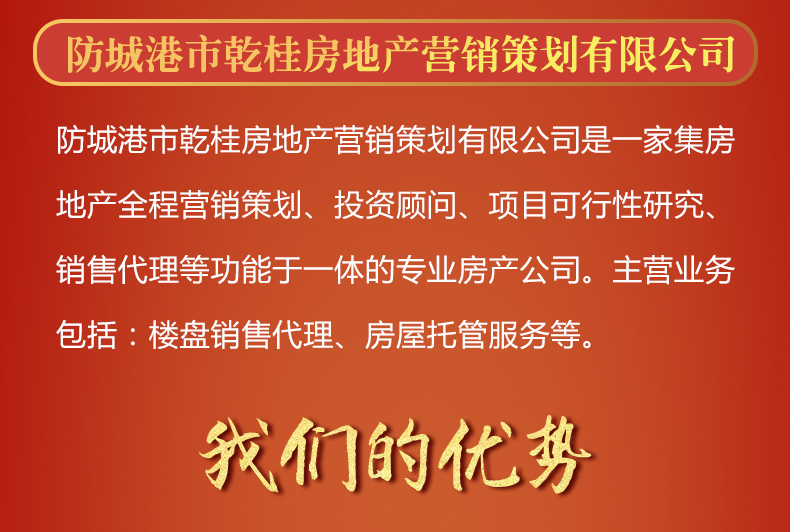 防城港市乾桂房地产营销策划有限公司
防城港市乾桂房地产营销策划有限公司是一家集房
地产全程营销策划、投资顾问、项目可行性研究、
销售代理等功能于一体的专业房产公司。主营业务
包括：楼盘销售代理、房屋托管服务等。
我们的优势